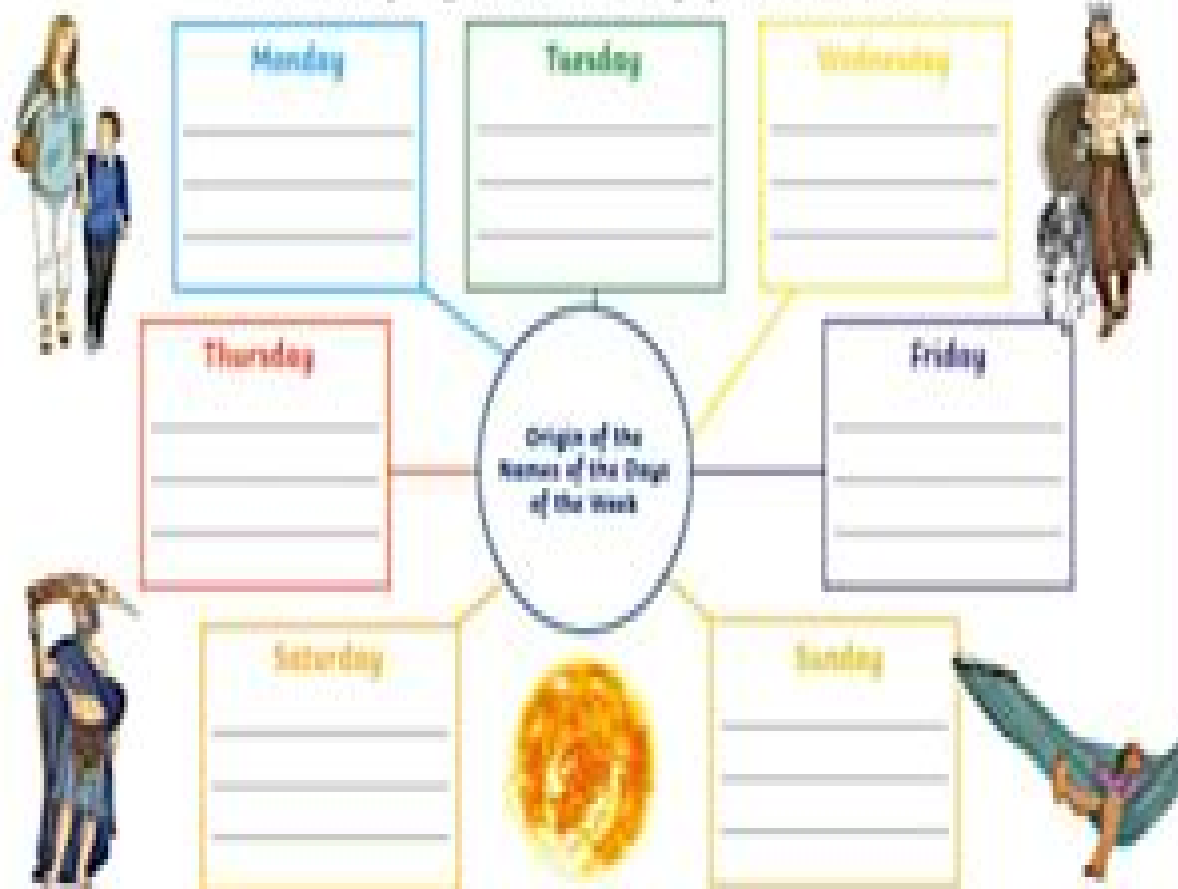 Monday
Tuesday
Wednesday
Thursday
Friday
Origin of the
Names of the Days
of the Week
Saturday
Sunday